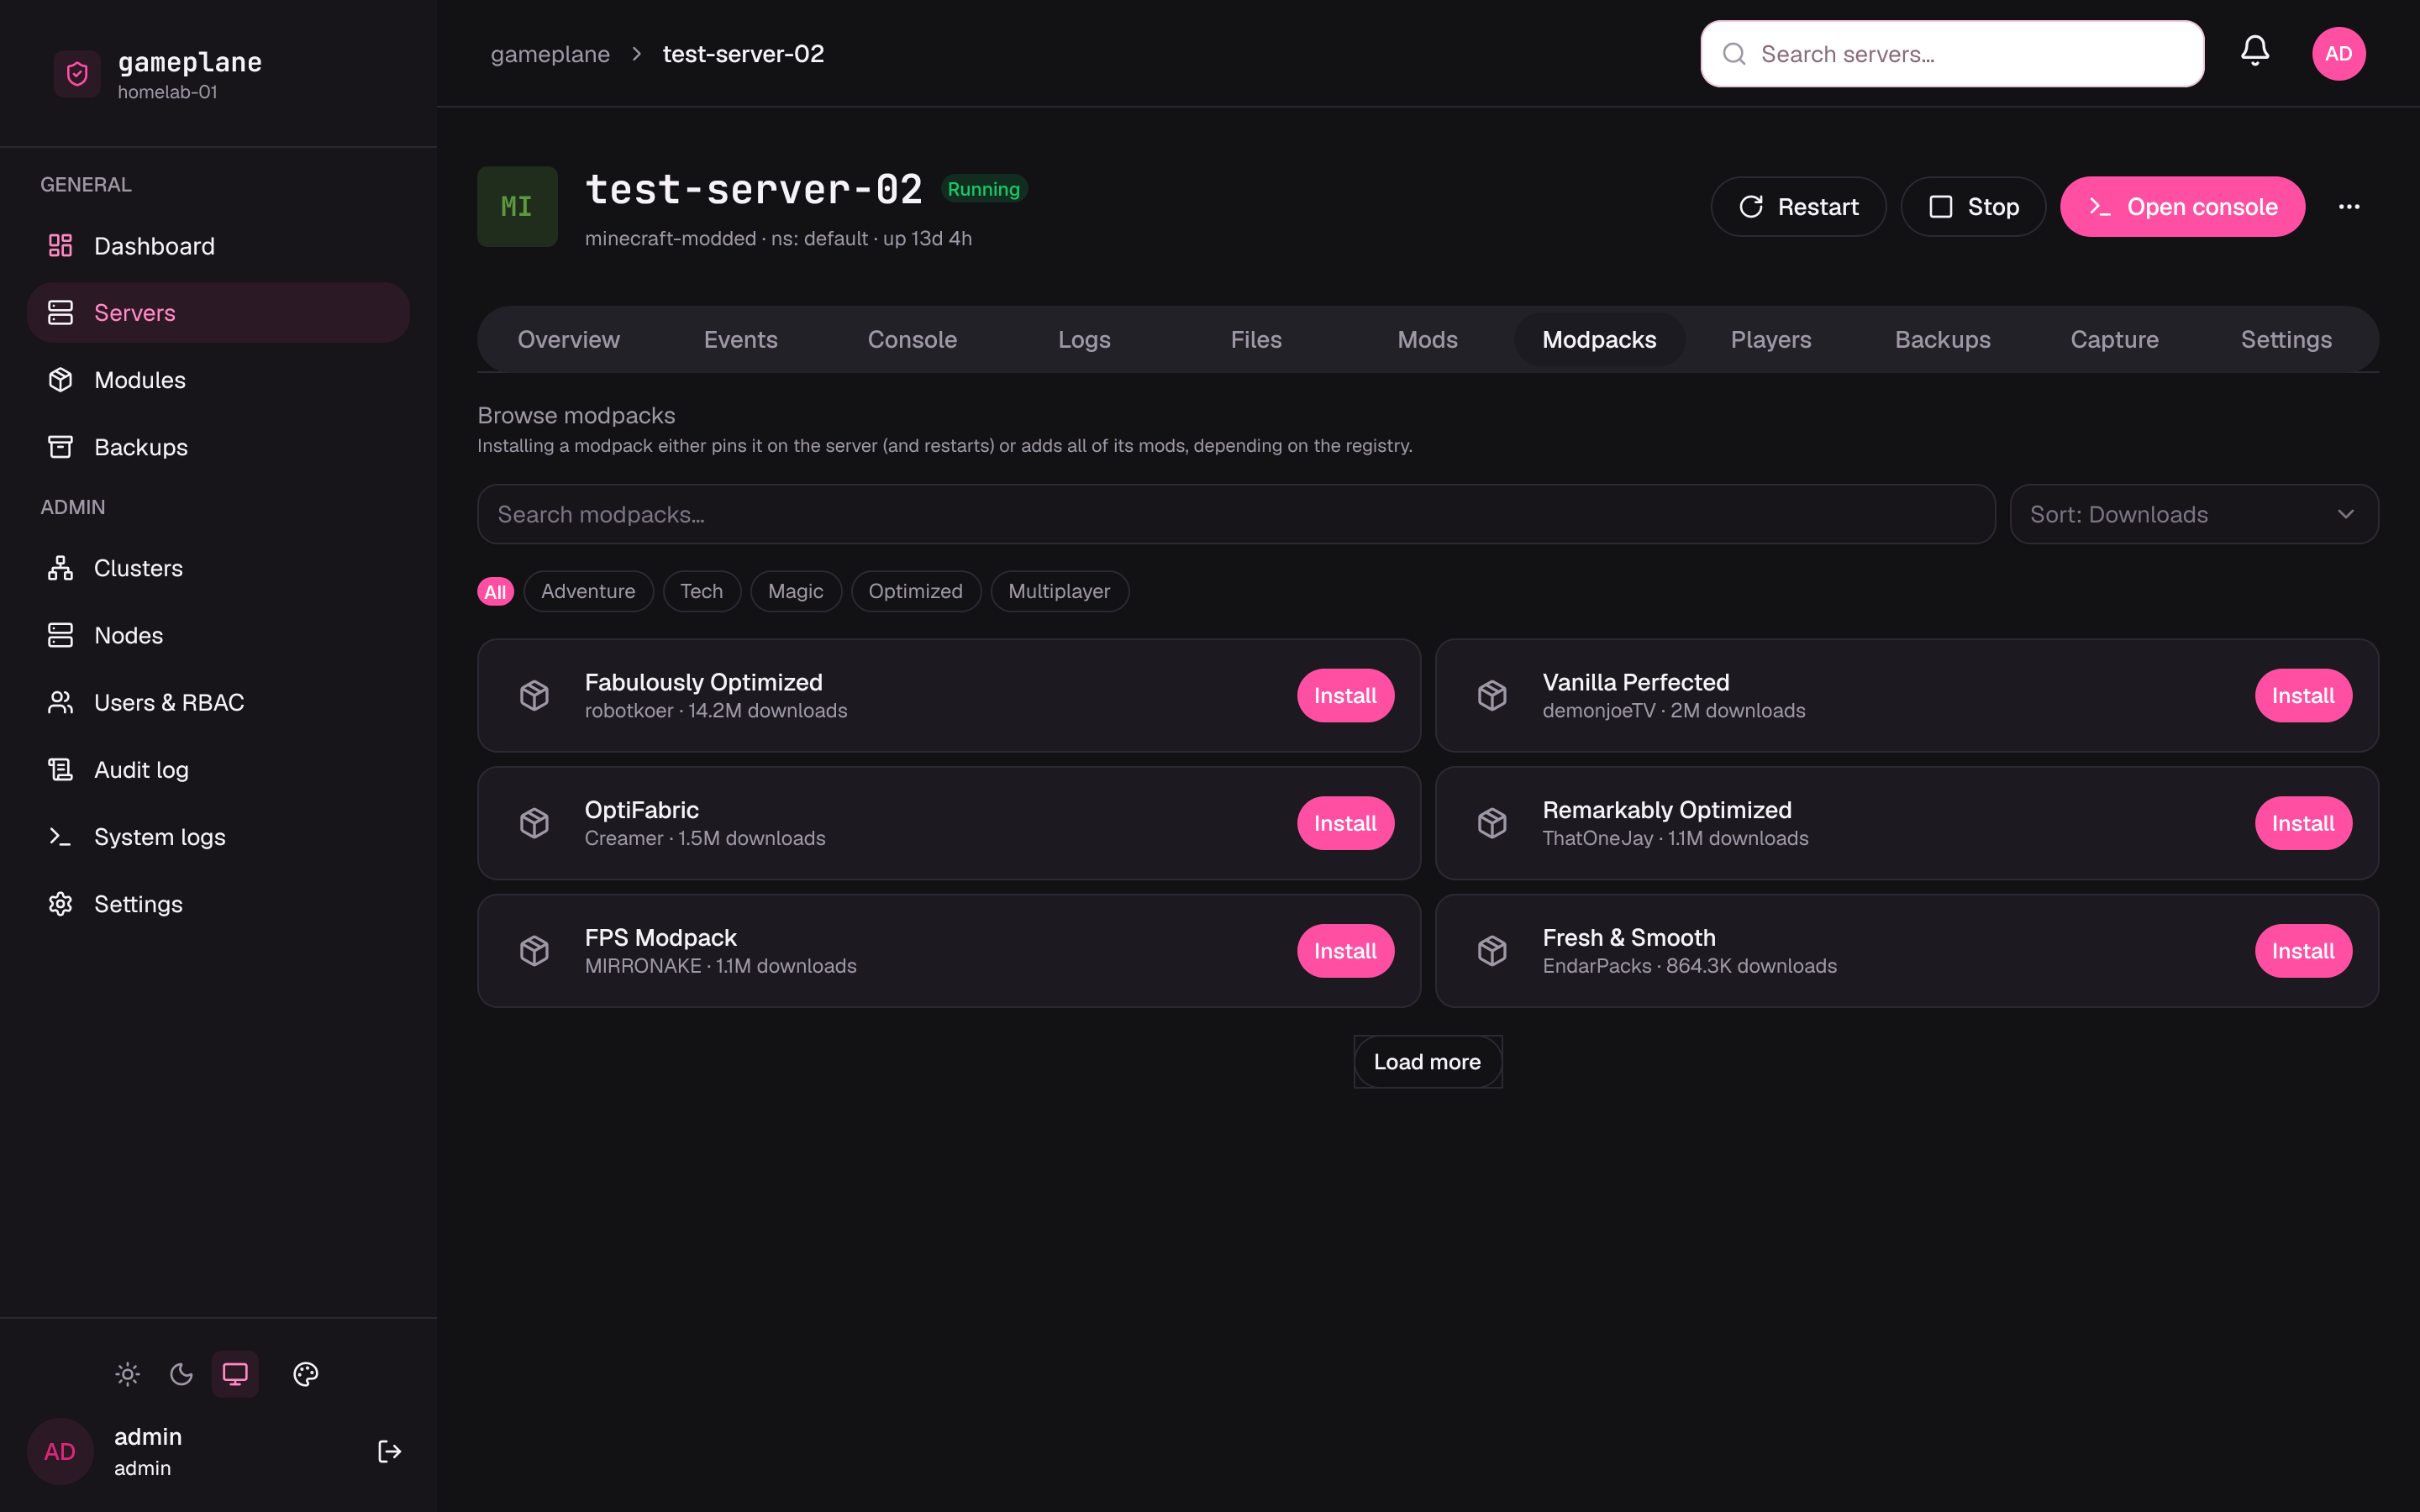 gameplane
homelab-01
GENERAL
Dashboard
Servers
Modules
Backups
ADMIN
Clusters
Nodes
Users & RBAC
Audit log
System logs
Settings
AD
admin
admin
gameplane
test-server-02
Search servers…
AD
MI
test-server-02
Running
minecraft-modded · ns: default · up 13d 4h
Restart
Stop
Open console
Overview
Events
Console
Logs
Files
Mods
Modpacks
Players
Backups
Capture
Settings
Browse modpacks
Installing a modpack either pins it on the server (and restarts) or adds all of its mods, depending on the registry.
Search modpacks…
Sort: Downloads
All
Adventure
Tech
Magic
Optimized
Multiplayer
Fabulously Optimized
robotkoer · 14.2M downloads
Install
Vanilla Perfected
demonjoeTV · 2M downloads
Install
OptiFabric
Creamer · 1.5M downloads
Install
Remarkably Optimized
ThatOneJay · 1.1M downloads
Install
FPS Modpack
MIRRONAKE · 1.1M downloads
Install
Fresh & Smooth
EndarPacks · 864.3K downloads
Install
Load more